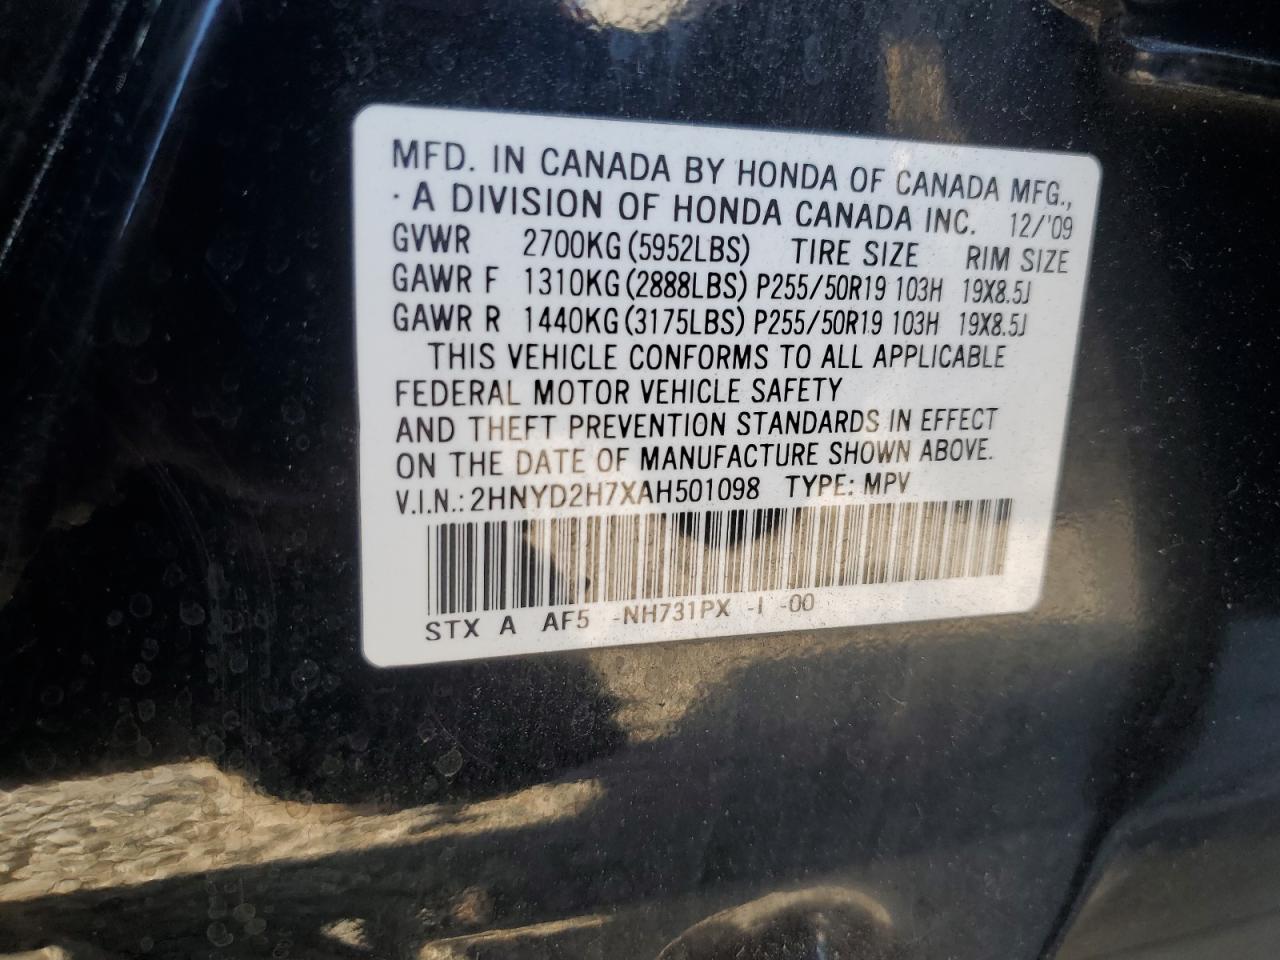 MFD. IN CANADA BY HONDA OF CANADA MFG.,
· A DIVISION OF HONDA CANADA INC. 12/'09
GVWR 2700KG (5952LBS) TIRE SIZE RIM SIZE
GAWR F 1310KG (2888LBS) P255/50R19 103H 19X8.5J
GAWR R 1440KG (3175LBS) P255/50R19 103H 19X8.5J
THIS VEHICLE CONFORMS TO ALL APPLICABLE
FEDERAL MOTOR VEHICLE SAFETY
AND THEFT PREVENTION STANDARDS IN EFFECT
ON THE DATE OF MANUFACTURE SHOWN ABOVE.
V.I.N.: 2HNYD2H7XAH501098 TYPE: MPV
STX A AF5 -NH731PX -I -00